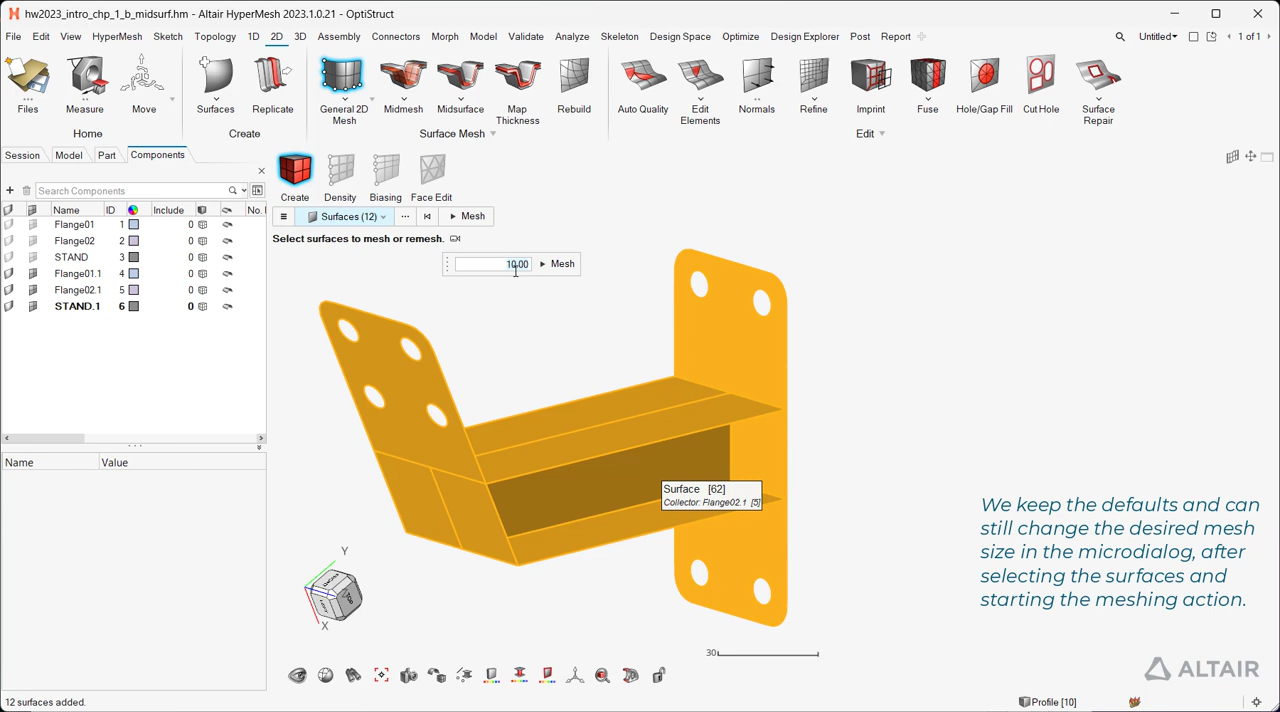 hw2023_intro_chp_1_b_midsurf.hm - Altair HyperMesh 2023.1.0.21 - OptiStruct
File Edit View HyperMesh Sketch Topology 1D 2D 3D Assembly Connectors Morph Model Validate Analyze Skeleton Design Space Optimize Design Explorer Post Report Untitled 1 of 1
Files Measure Move Surfaces Replicate General 2D Mesh Midmesh Midsurface Map Thickness Rebuild Auto Quality Edit Elements Normals Refine Imprint Fuse Hole/Gap Fill Cut Hole Surface Repair
Home Create Surface Mesh Edit
Session Model Part Components
Search Components
Name ID Include No. I
Flange01 1 0
Flange02 2 0
STAND 3 0
Flange01.1 4 0
Flange02.1 5 0
STAND.1 6 0
Name Value
Create Density Biasing Face Edit
Surfaces (12) ... Mesh
Select surfaces to mesh or remesh.
10.00 Mesh
Surface [62]
Collector: Flange02.1 [5]
We keep the defaults and can
still change the desired mesh
size in the microdialog, after
selecting the surfaces and
starting the meshing action.
Y
X
30
ALTAIR
12 surfaces added.
Profile [10]